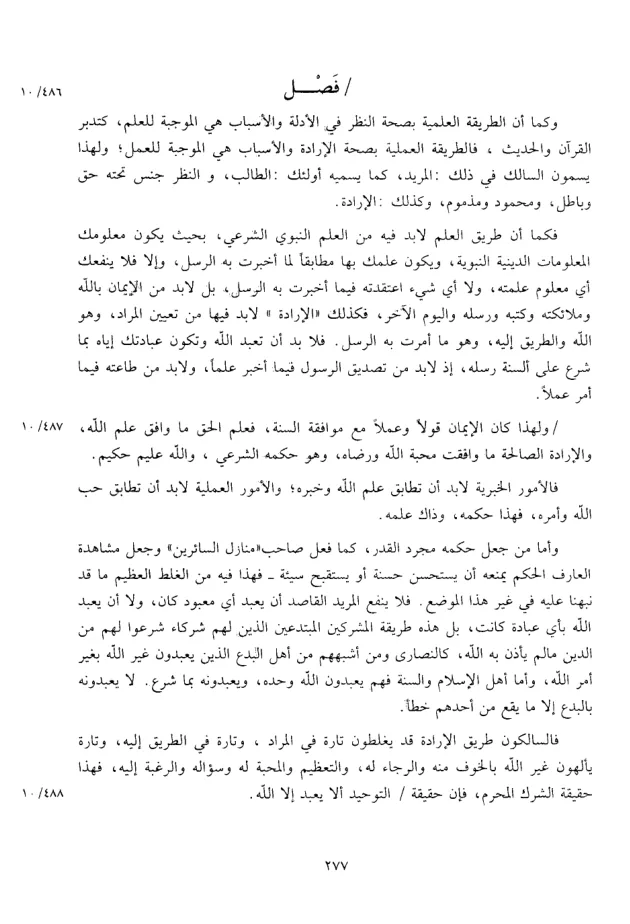 ١٠/٤٨٦
/ فَصْــــل
وكما أن الطريقة العلمية بصحة النظر في الأدلة والأسباب هي الموجبة للعلم، كتدبر
القرآن والحديث ، فالطريقة العملية بصحة الإرادة والأسباب هي الموجبة للعمل؛ ولهذا
يسمون السالك في ذلك :المريد، كما يسميه أولئك :الطالب، و النظر جنس تحته حق
وباطل، ومحمود ومذموم، وكذلك :الإرادة.
فكما أن طريق العلم لابد فيه من العلم النبوي الشرعي، بحيث يكون معلومك
المعلومات الدينية النبوية، ويكون علمك بها مطابقاً لما أخبرت به الرسل، وإلا فلا ينفعك
أي معلوم علمته، ولا أي شيء اعتقدته فيما أخبرت به الرسل، بل لابد من الإيمان بالله
وملائكته وكتبه ورسله واليوم الآخر، فكذلك «الإرادة » لابد فيها من تعيين المراد، وهو
الله والطريق إليه، وهو ما أمرت به الرسل. فلا بد أن تعبد الله وتكون عبادتك إياه بما
شرع على ألسنة رسله، إذ لابد من تصديق الرسول فيما أخبر علماً، ولابد من طاعته فيما
أمر عملاً.
/ ولهذا كان الإيمان قولاً وعملاً مع موافقة السنة، فعلم الحق ما وافق علم الله،
١٠/٤٨٧
والإرادة الصالحة ما وافقت محبة الله ورضاه، وهو حكمه الشرعي ، والله عليم حكيم.
فالأمور الخبرية لابد أن تطابق علم الله وخبره؛ والأمور العملية لابد أن تطابق حب
الله وأمره، فهذا حكمه، وذاك علمه.
وأما من جعل حكمه مجرد القدر، كما فعل صاحب«منازل السائرين» وجعل مشاهدة
العارف الحكم يمنعه أن يستحسن حسنة أو يستقبح سيئة ـ فهذا فيه من الغلط العظيم ما قد
نبهنا عليه في غير هذا الموضع. فلا ينفع المريد القاصد أن يعبد أي معبود كان، ولا أن يعبد
الله بأي عبادة كانت، بل هذه طريقة المشركين المبتدعين الذين لهم شركاء شرعوا لهم من
الدين مالم يأذن به الله، كالنصارى ومن أشبههم من أهل البدع الذين يعبدون غير الله بغير
أمر الله، وأما أهل الإسلام والسنة فهم يعبدون الله وحده، ويعبدونه بما شرع. لا يعبدونه
بالبدع إلا ما يقع من أحدهم خطأ.
فالسالكون طريق الإرادة قد يغلطون تارة في المراد ، وتارة في الطريق إليه، وتارة
يألهون غير الله بالخوف منه والرجاء له، والتعظيم والمحبة له وسؤاله والرغبة إليه، فهذا
حقيقة الشرك المحرم، فإن حقيقة / التوحيد ألا يعبد إلا الله.
١٠/٤٨٨
٢٧٧